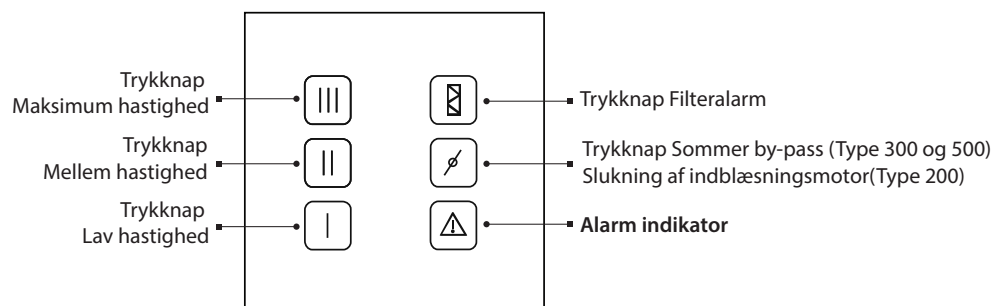 Trykknap
Maksimum hastighed
Trykknap
Mellem hastighed
Trykknap
Lav hastighed
Trykknap Filteralarm
Trykknap Sommer by-pass (Type 300 og 500)
Slukning af indblæsningsmotor(Type 200)
Alarm indikator